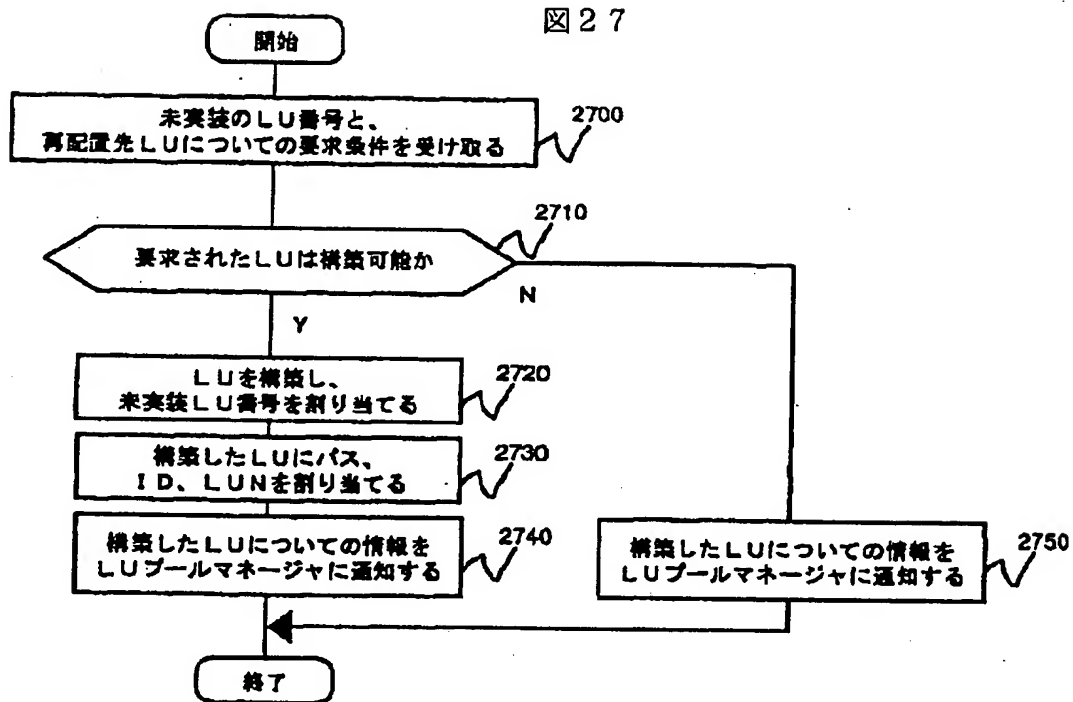 図27
開始
未実装のLU番号と、
再配置先LUについての要求条件を受け取る
2700
2710
要求されたLUは構築可能か
N
Y
LUを構築し、
未実装LU番号を割り当てる
2720
構築したLUにパス、
ID、LUNを割り当てる
2730
構築したLUについての情報を
LUプールマネージャに通知する
2740
構築したLUについての情報を
LUプールマネージャに通知する
2750
終了